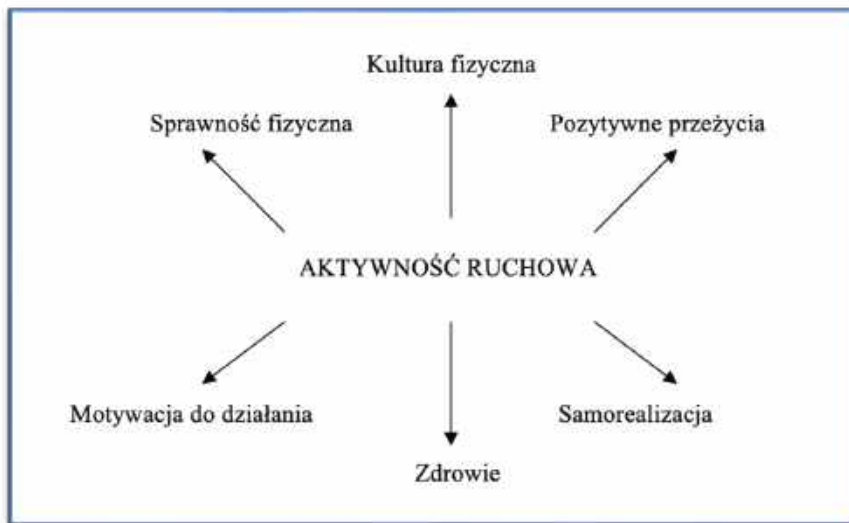 Kultura fizyczna
Sprawność fizyczna
Pozytywne przeżycia
AKTYWNOŚĆ RUCHOWA
Motywacja do działania
Samorealizacja
Zdrowie